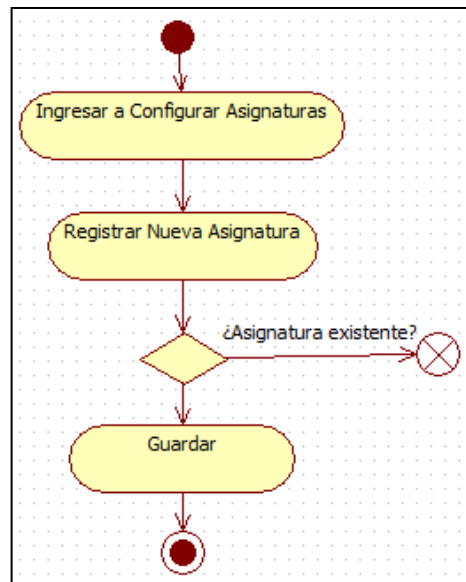 Ingresar a Configurar Asignaturas
Registrar Nueva Asignatura
¿Asignatura existente?
Guardar